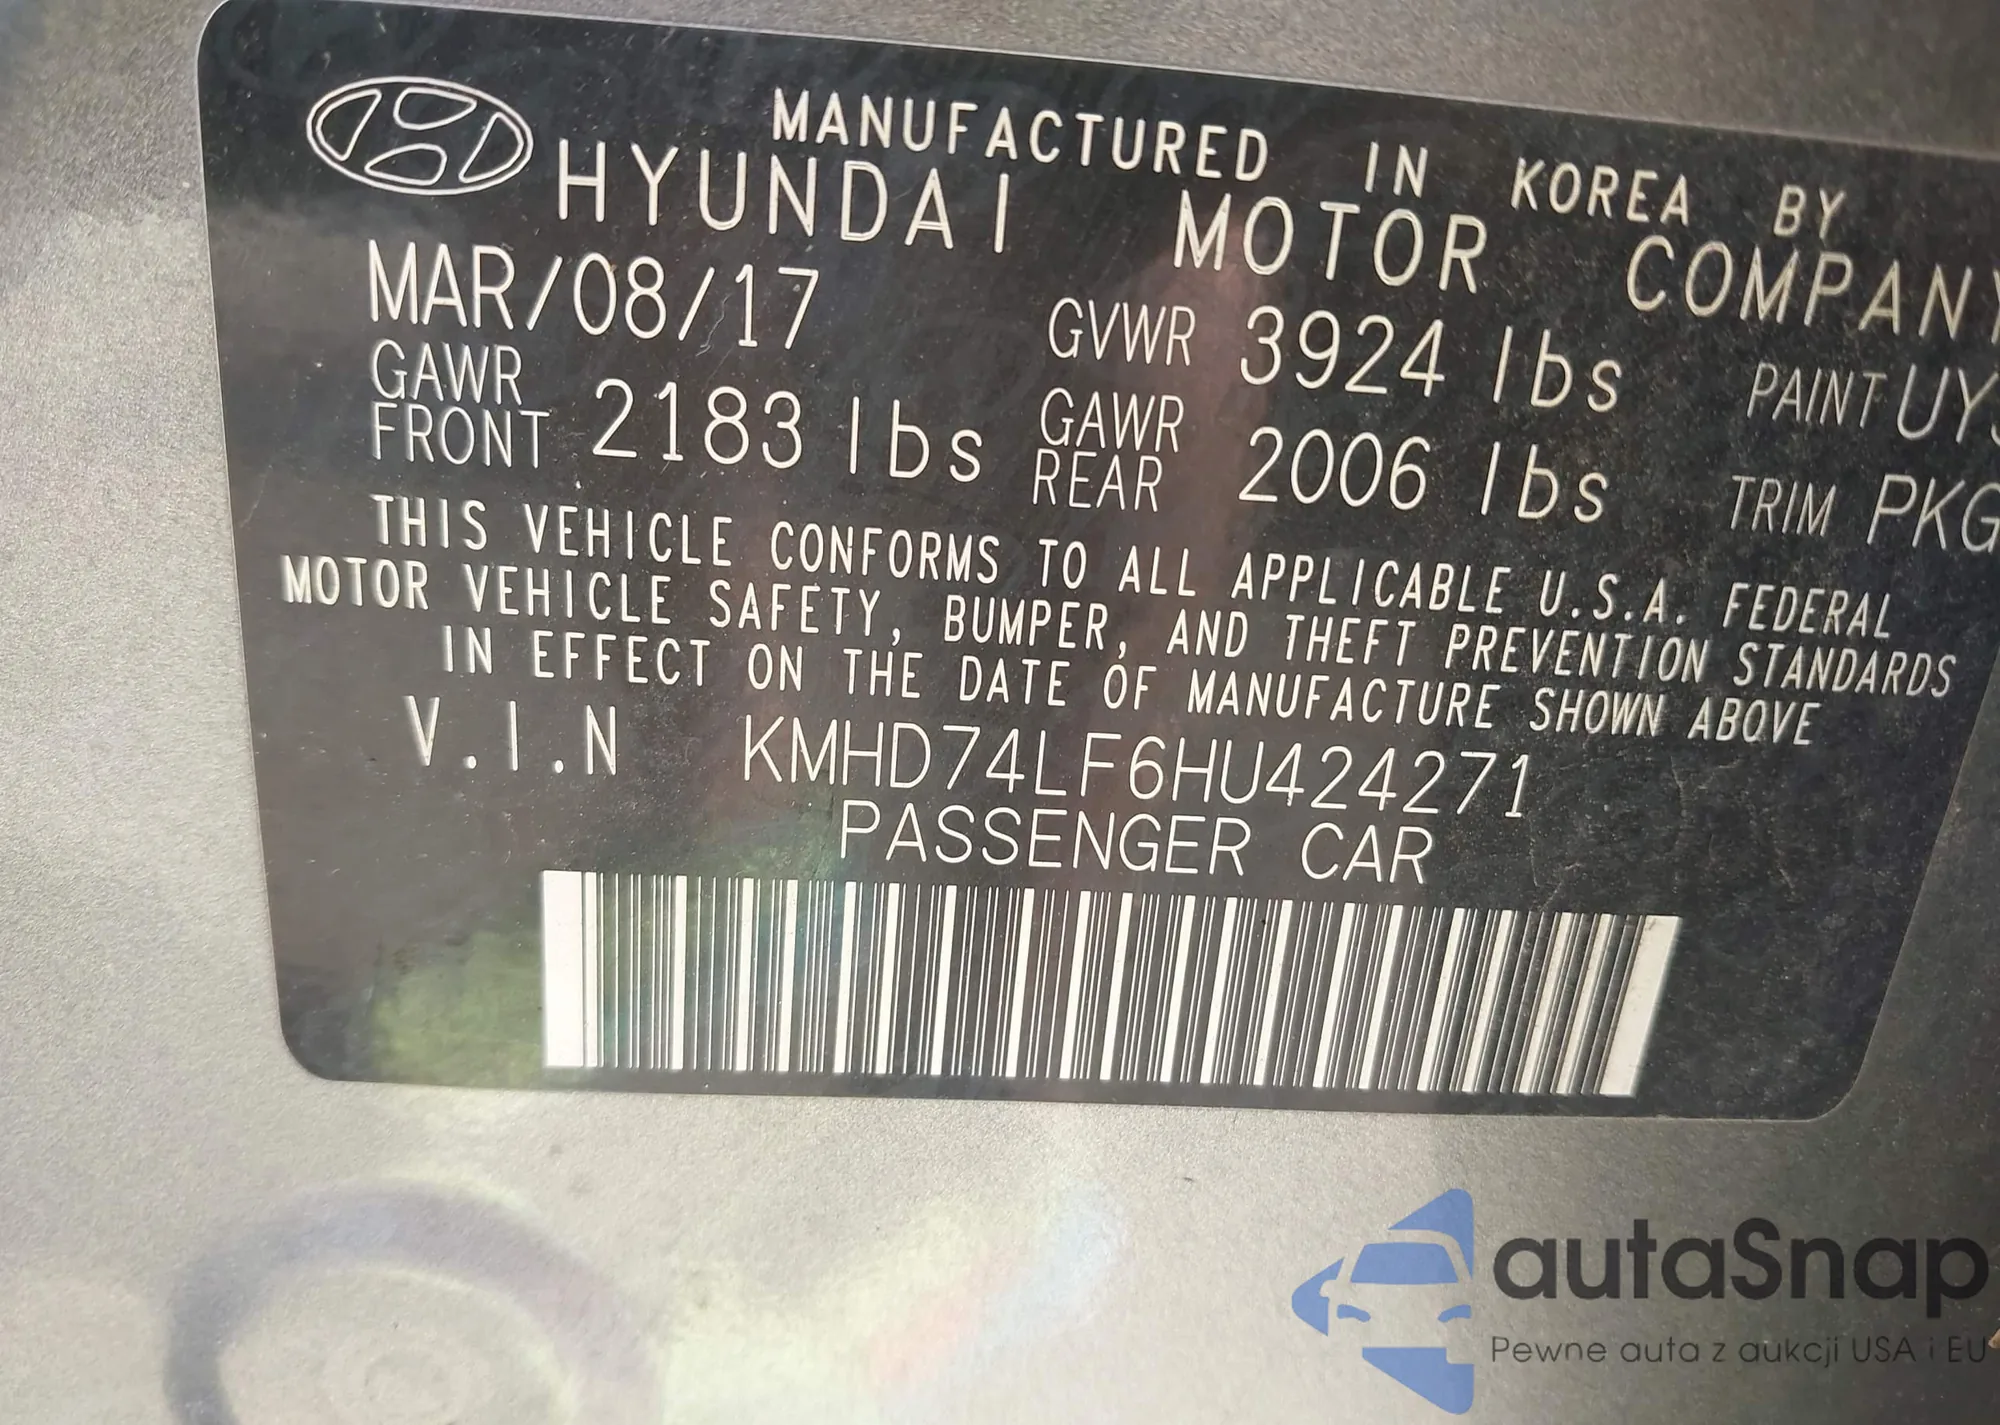 MANUFACTURED IN KOREA BY
HYUNDAI MOTOR COMPANY
MAR/08/17 GVWR 3924 lbs PAINT
GAWR FRONT 2183 lbs GAWR REAR 2006 lbs TRIM PKG
THIS VEHICLE CONFORMS TO ALL APPLICABLE U.S.A. FEDERAL
MOTOR VEHICLE SAFETY, BUMPER, AND THEFT PREVENTION STANDARDS
IN EFFECT ON THE DATE OF MANUFACTURE SHOWN ABOVE
V.I.N KMHD74LF6HU424271
PASSENGER CAR
autaSnap
Pewne auta z aukcji USA i EU